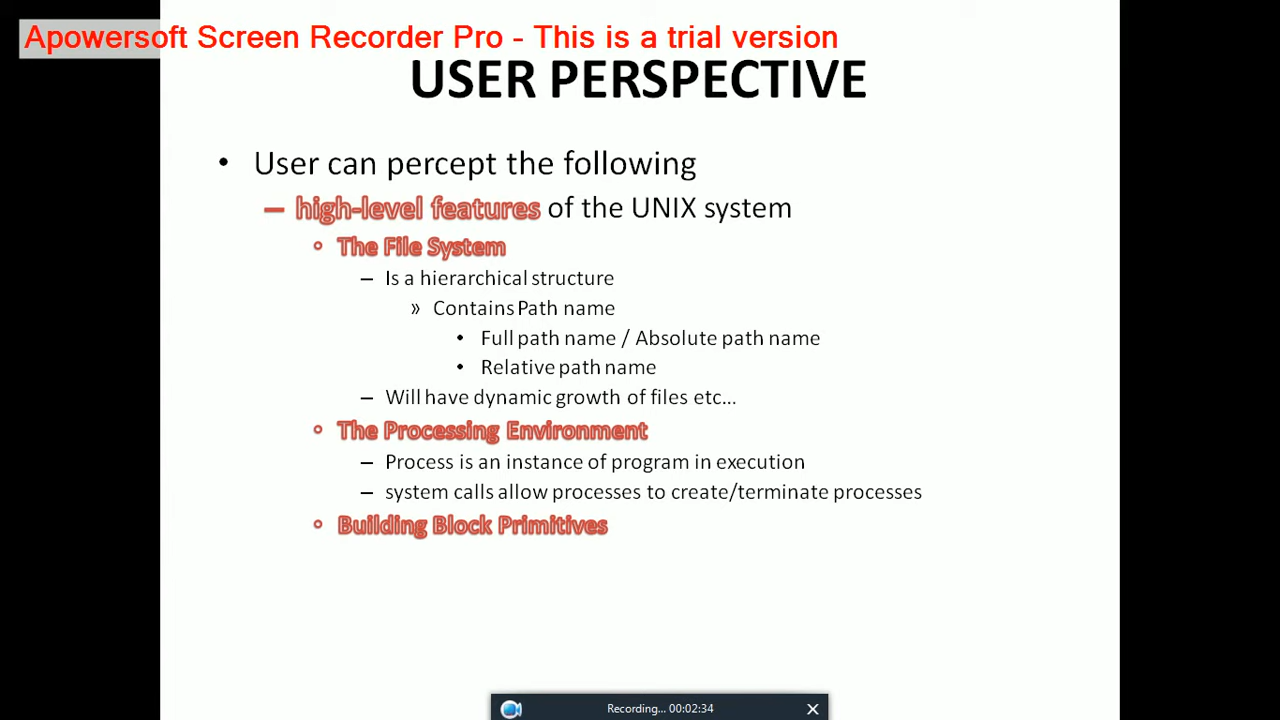 Apowersoft Screen Recorder Pro - This is a trial version
USER PERSPECTIVE
• User can percept the following
– high-level features of the UNIX system
• The File System
– Is a hierarchical structure
» Contains Path name
• Full path name / Absolute path name
• Relative path name
– Will have dynamic growth of files etc...
• The Processing Environment
– Process is an instance of program in execution
– system calls allow processes to create/terminate processes
• Building Block Primitives
Recording... 00:02:34